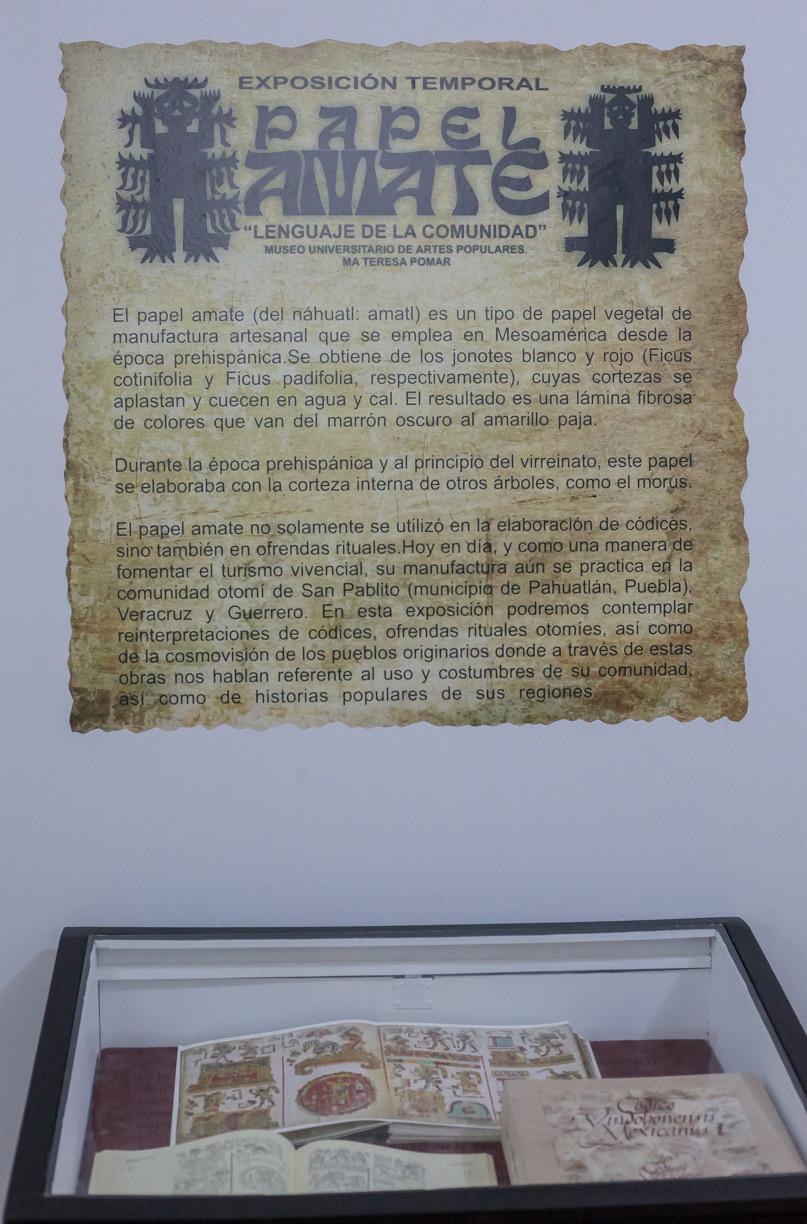 EXPOSICIÓN TEMPORAL
PAPEL
AMATE
“LENGUAJE DE LA COMUNIDAD”
MUSEO UNIVERSITARIO DE ARTES POPULARES.
MA TERESA POMAR
El papel amate (del náhuatl: amatl) es un tipo de papel vegetal de
manufactura artesanal que se emplea en Mesoamérica desde la
época prehispánica.Se obtiene de los jonotes blanco y rojo (Ficus
cotinifolia y Ficus padifolia, respectivamente), cuyas cortezas se
aplastan y cuecen en agua y cal. El resultado es una lámina fibrosa
de colores que van del marrón oscuro al amarillo paja.
Durante la época prehispánica y al principio del virreinato, este papel
se elaboraba con la corteza interna de otros árboles, como el morus.
El papel amate no solamente se utilizó en la elaboración de códices,
sino también en ofrendas rituales.Hoy en día, y como una manera de
fomentar el turismo vivencial, su manufactura aún se practica en la
comunidad otomí de San Pablito (municipio de Pahuatlán, Puebla),
Veracruz y Guerrero. En esta exposición podremos contemplar
reinterpretaciones de códices, ofrendas rituales otomíes, así como
de la cosmovisión de los pueblos originarios donde a través de estas
obras nos hablan referente al uso y costumbres de su comunidad,
así como de historias populares de sus regiones.
Códice
Vindobonensis
Mexicanus I